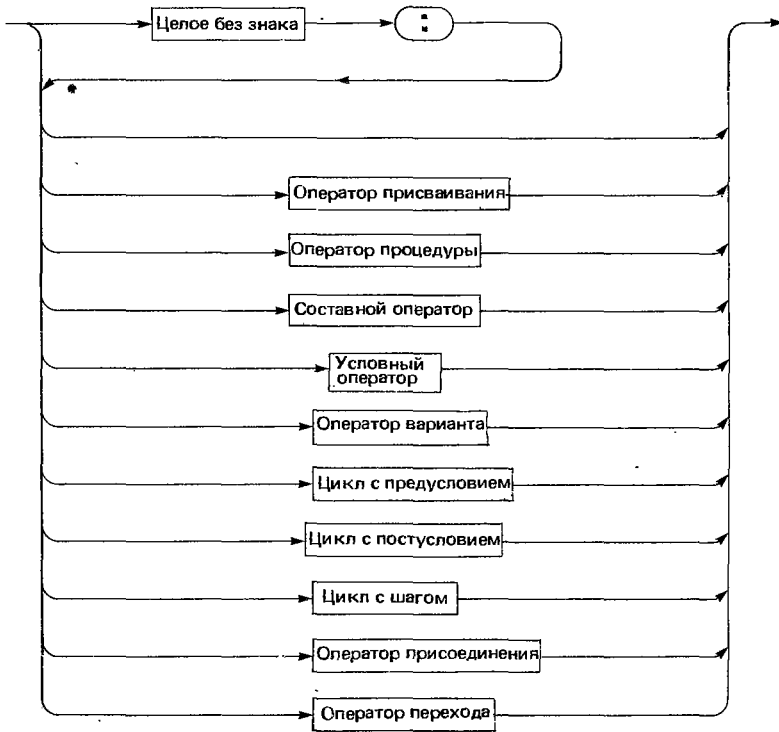 Целое без знака
:
Оператор присваивания
Оператор процедуры
Составной оператор
Условный
оператор
Оператор варианта
Цикл с предусловием
Цикл с постусловием
Цикл с шагом
Оператор присоединения
Оператор перехода